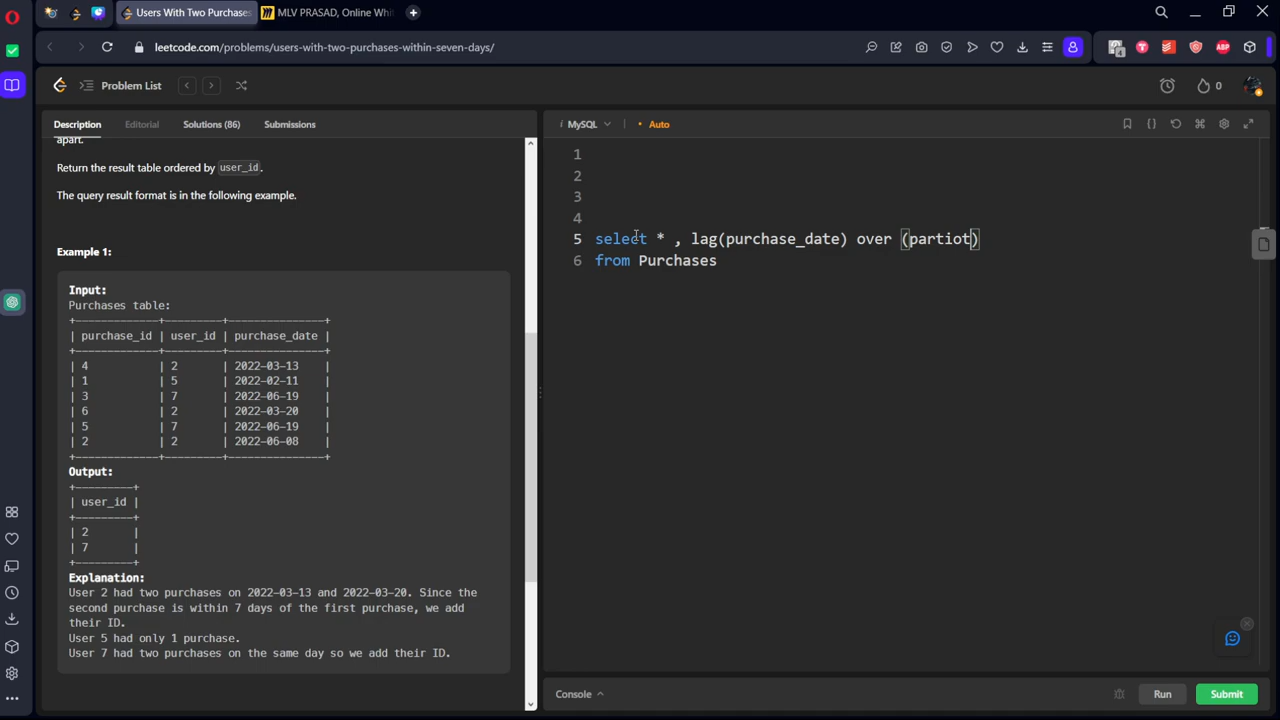 Users With Two Purchases
MLV PRASAD, Online Whi
leetcode.com/problems/users-with-two-purchases-within-seven-days/
4
ABP
Problem List
0
Description Editorial Solutions (86) Submissions
i MySQL • Auto
apart.
Return the result table ordered by user_id.
The query result format is in the following example.
Example 1:
Input:
Purchases table:
+-------------+---------+---------------+
| purchase_id | user_id | purchase_date |
+-------------+---------+---------------+
| 4 | 2 | 2022-03-13 |
| 1 | 5 | 2022-02-11 |
| 3 | 7 | 2022-06-19 |
| 6 | 2 | 2022-03-20 |
| 5 | 7 | 2022-06-19 |
| 2 | 2 | 2022-06-08 |
+-------------+---------+---------------+
Output:
+---------+
| user_id |
+---------+
| 2 |
| 7 |
+---------+
Explanation:
User 2 had two purchases on 2022-03-13 and 2022-03-20. Since the
second purchase is within 7 days of the first purchase, we add
their ID.
User 5 had only 1 purchase.
User 7 had two purchases on the same day so we add their ID.
1
2
3
4
5 select * , lag(purchase_date) over (partiot)
6 from Purchases
Console
Run
Submit